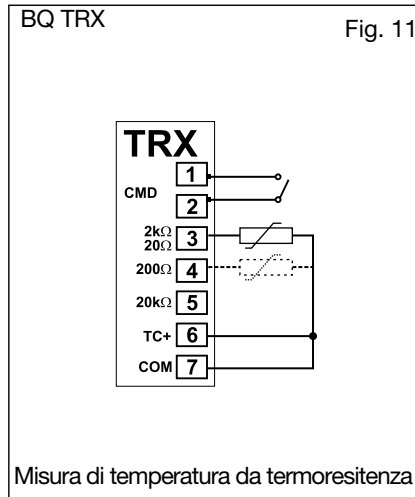 BQ TRX
Fig. 11
TRX
1
CMD
2
2kΩ
20Ω
3
200Ω
4
20kΩ
5
TC+
6
COM
7
Misura di temperatura da termoresitenza